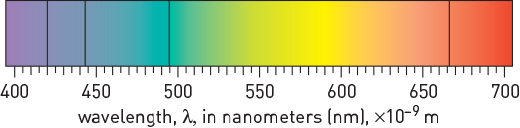 400 450 500 550 600 650 700
wavelength, λ, in nanometers (nm), ×10⁻⁹ m